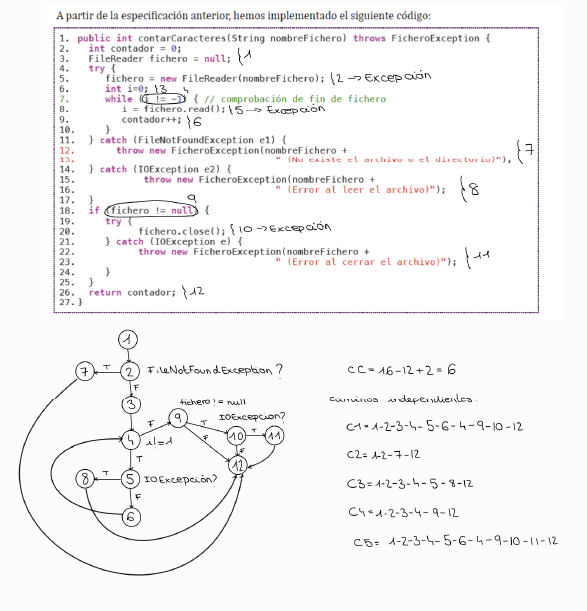 A partir de la especificación anterior, hemos implementado el siguiente código:
1. public int contarCaracteres(String nombreFichero) throws FicheroException {
2. int contador = 0;
3. FileReader fichero = null; } 1
4. try {
5. fichero = new FileReader(nombreFichero); { 2 → Excepción
6. int i=0; }3 4
7. while (i != -1) { // comprobación de fin de fichero
8. i = fichero.read(); }5 → Excepción
9. contador++; }6
10. }
11. } catch (FileNotFoundException e1) {
12. throw new FicheroException(nombreFichero +
13. " (No existe el archivo o el directorio)"); } 7
14. } catch (IOException e2) {
15. throw new FicheroException(nombreFichero +
16. " (Error al leer el archivo)"); } 8
17. } 9
18. if (fichero != null) {
19. try {
20. fichero.close(); { 10 → Excepción
21. } catch (IOException e) {
22. throw new FicheroException(nombreFichero +
23. " (Error al cerrar el archivo)"); } 11
24. }
25. }
26. return contador; } 12
27. }
1
7 T 2 FileNotFoundException?
F
3
fichero != null
F 9 T IOExcepcion?
4 i!=1 F 10 T 11
T F
12
8 T 5 IOExcepción?
F
6
CC = 16-12+2 = 6
caminos independientes.
C1=1-2-3-4-5-6-4-9-10-12
C2= 1-2-7-12
C3=1-2-3-4-5-8-12
C4=1-2-3-4-9-12
C5= 1-2-3-4-5-6-4-9-10-11-12